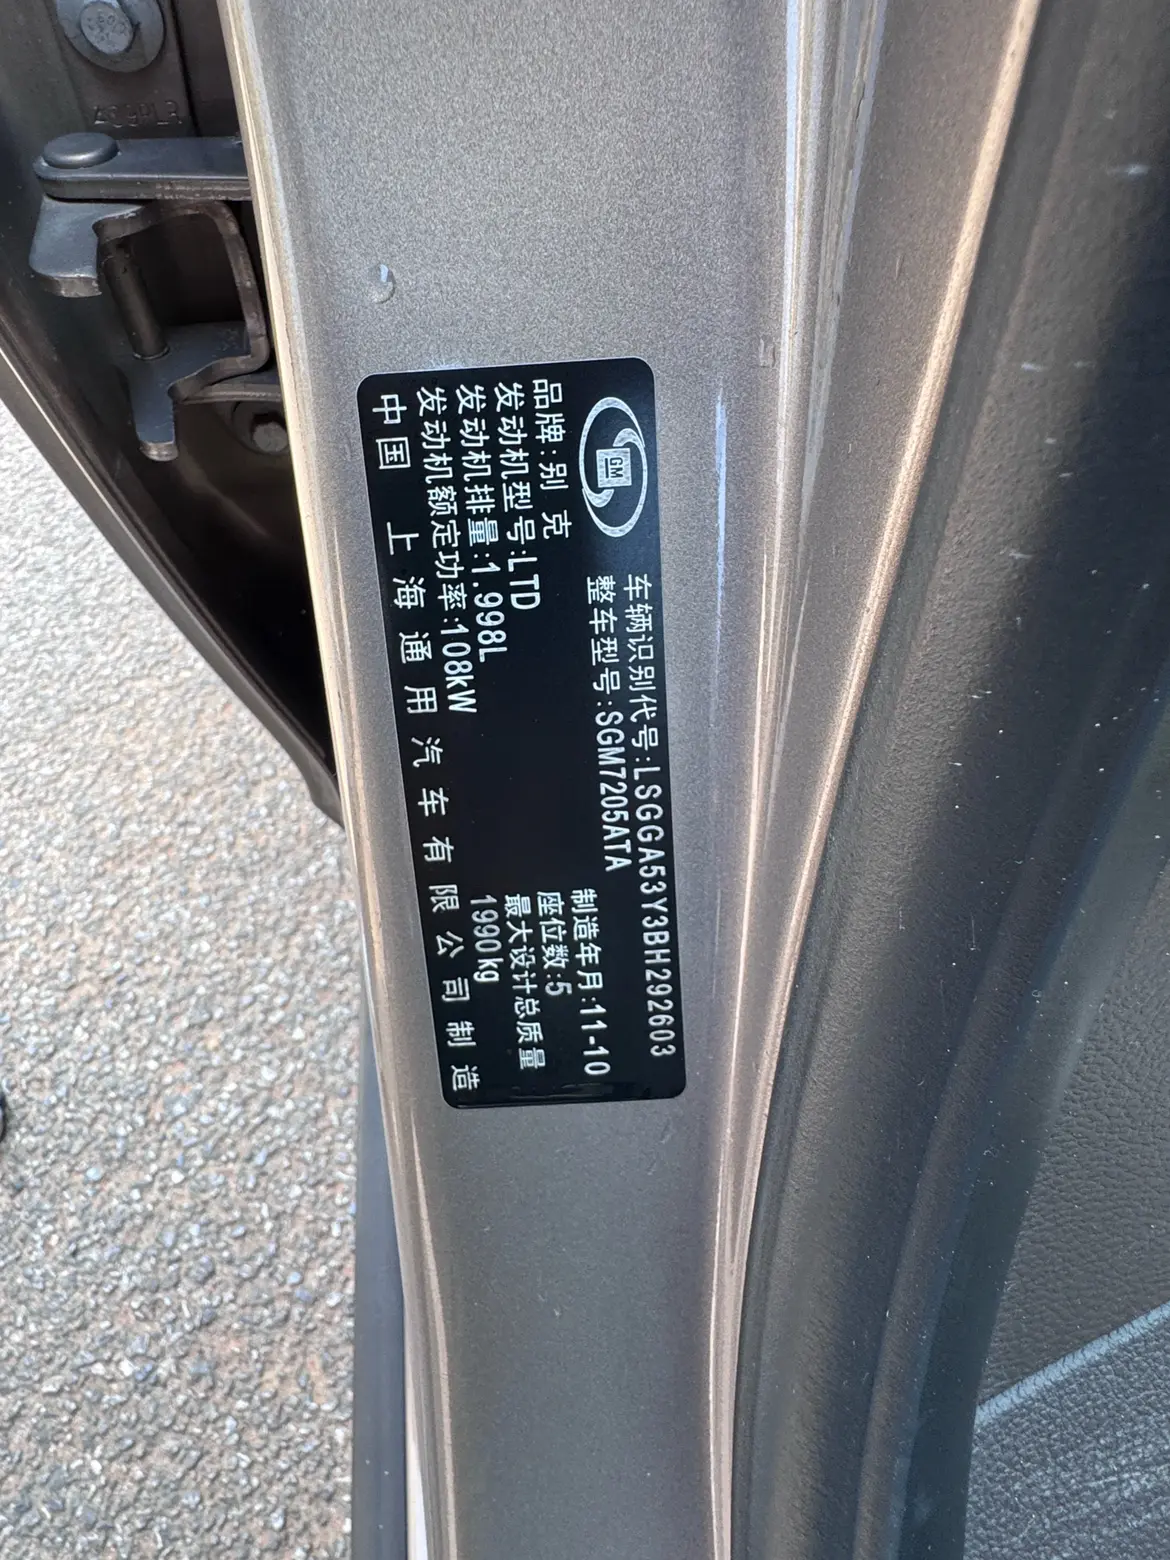 GM
车辆识别代号:LSGGA53Y3BH292603
整车型号:SGM7205ATA
品牌:别 克
制造年月:11-10
发动机型号:LTD
座位数:5
发动机排量:1.998L
最大设计总质量
发动机额定功率:108kW
1990kg
中国 上海通用汽车有限公司制造